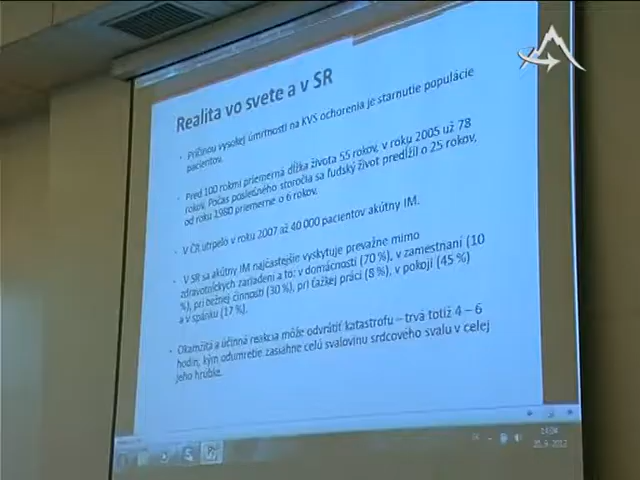 Realita vo svete a v SR
• Príčinou vysokej úmrtnosti na KVS ochorenia je starnutie populácie
pacientov.
• Pred 100 rokmi priemerná dĺžka života 55 rokov, v roku 2005 už 78
rokov. Počas posledného storočia sa ľudský život predĺžil o 25 rokov,
od roku 1980 priemerne o 6 rokov.
• V ČR utrpelo v roku 2007 až 40 000 pacientov akútny IM.
• V SR sa akútny IM najčastejšie vyskytuje prevažne mimo
zdravotníckych zariadení a to: v domácnosti (70 %), v zamestnaní (10
%), pri bežnej činnosti (30 %), pri ťažkej práci (8 %), v pokoji (45 %)
a v spánku (17 %).
• Okamžitá a účinná reakcia môže odvrátiť katastrofu – trvá totiž 4 – 6
hodín, kým odumretie zasiahne celú svalovinu srdcového svalu v celej
jeho hrúbke.